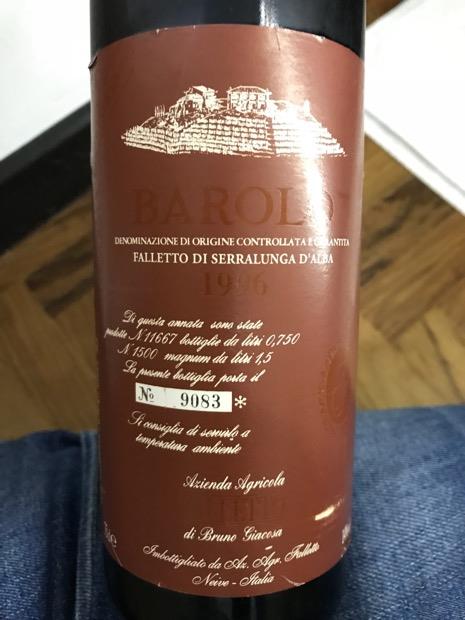 BAROLO
DENOMINAZIONE DI ORIGINE CONTROLLATA E GARANTITA
FALLETTO DI SERRALUNGA D'ALBA
1996
Di questa annata sono state
prodotte N° 11667 bottiglie da litri 0,750
N° 1500 magnum da litri 1,5
La presente bottiglia porta il
Nº 9083 *
Si consiglia di servirlo a
temperatura ambiente
Azienda Agricola
FALLETTO
di Bruno Giacosa
Imbottigliato da Az. Agr. Falletto
Neive - Italia